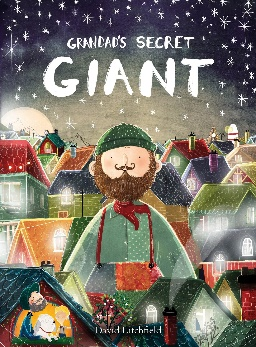 GRANDAD'S SECRET
GIANT
David Litchfield